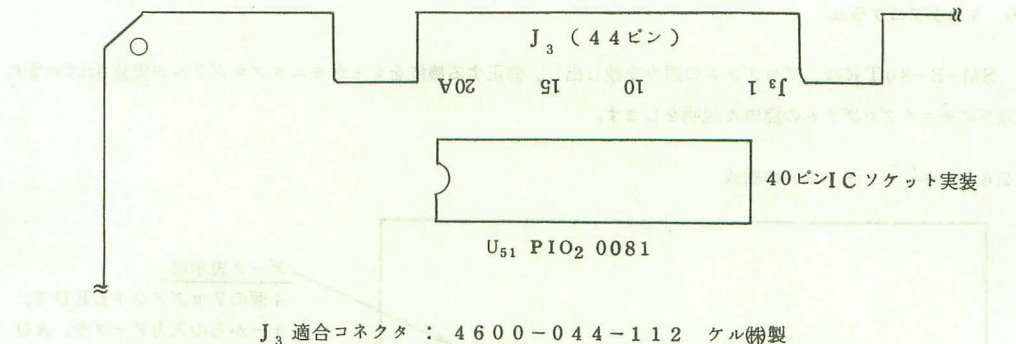 J₃ (44ピン)
20A 15 10 J₃ 1
40ピンICソケット実装
U₅₁ PIO₂ 0081
J₃ 適合コネクタ : 4600-044-112 ケル㈱製